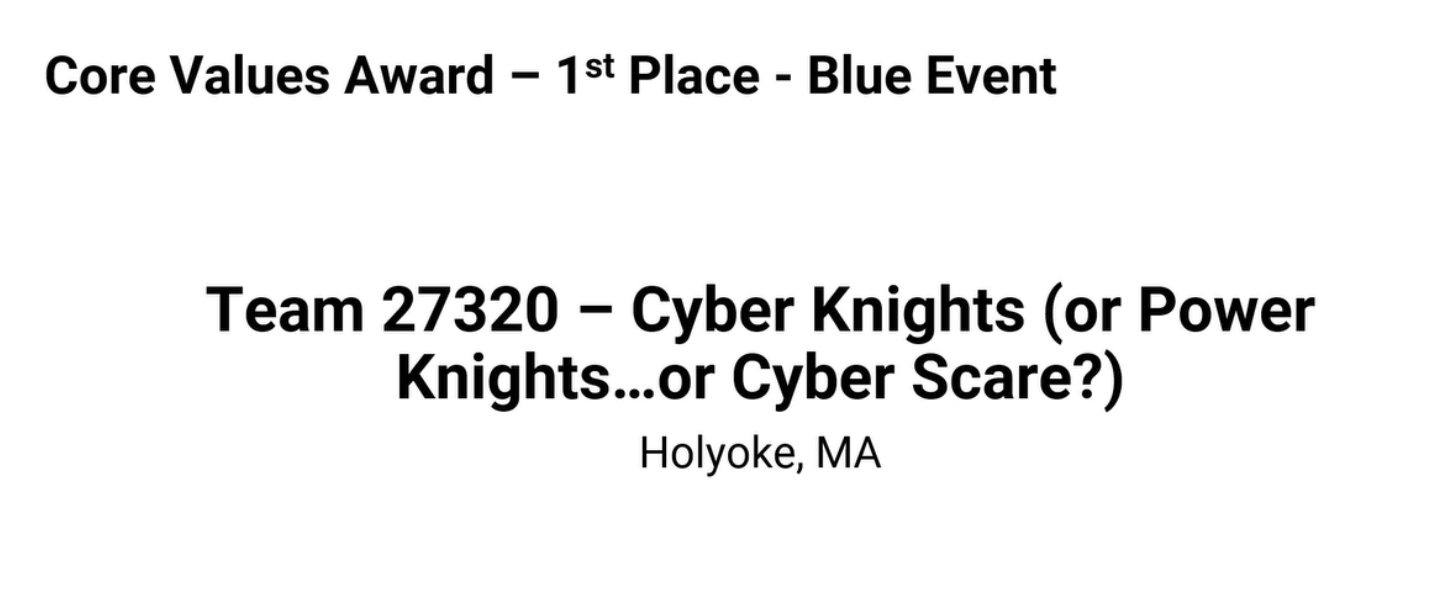 Core Values Award – 1st Place - Blue Event
Team 27320 – Cyber Knights (or Power
Knights...or Cyber Scare?)
Holyoke, MA